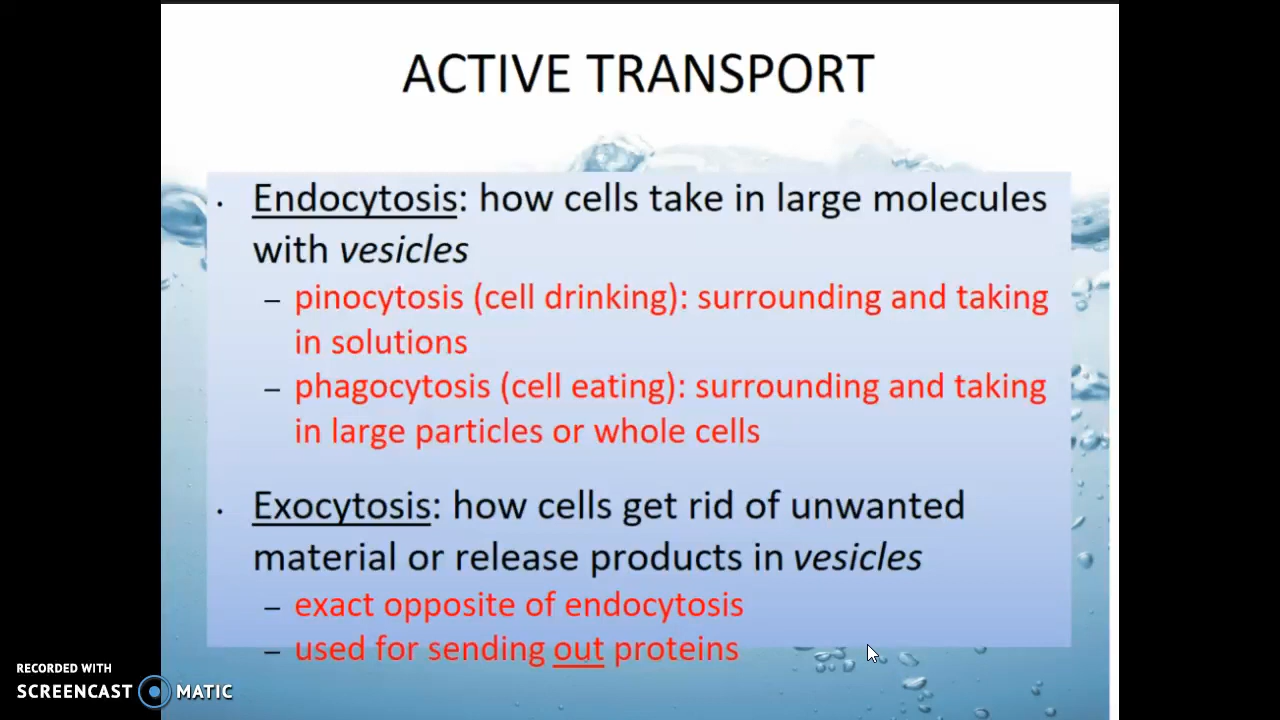 ACTIVE TRANSPORT
· Endocytosis: how cells take in large molecules
with vesicles
– pinocytosis (cell drinking): surrounding and taking
in solutions
– phagocytosis (cell eating): surrounding and taking
in large particles or whole cells
· Exocytosis: how cells get rid of unwanted
material or release products in vesicles
– exact opposite of endocytosis
– used for sending out proteins
RECORDED WITH
SCREENCAST MATIC